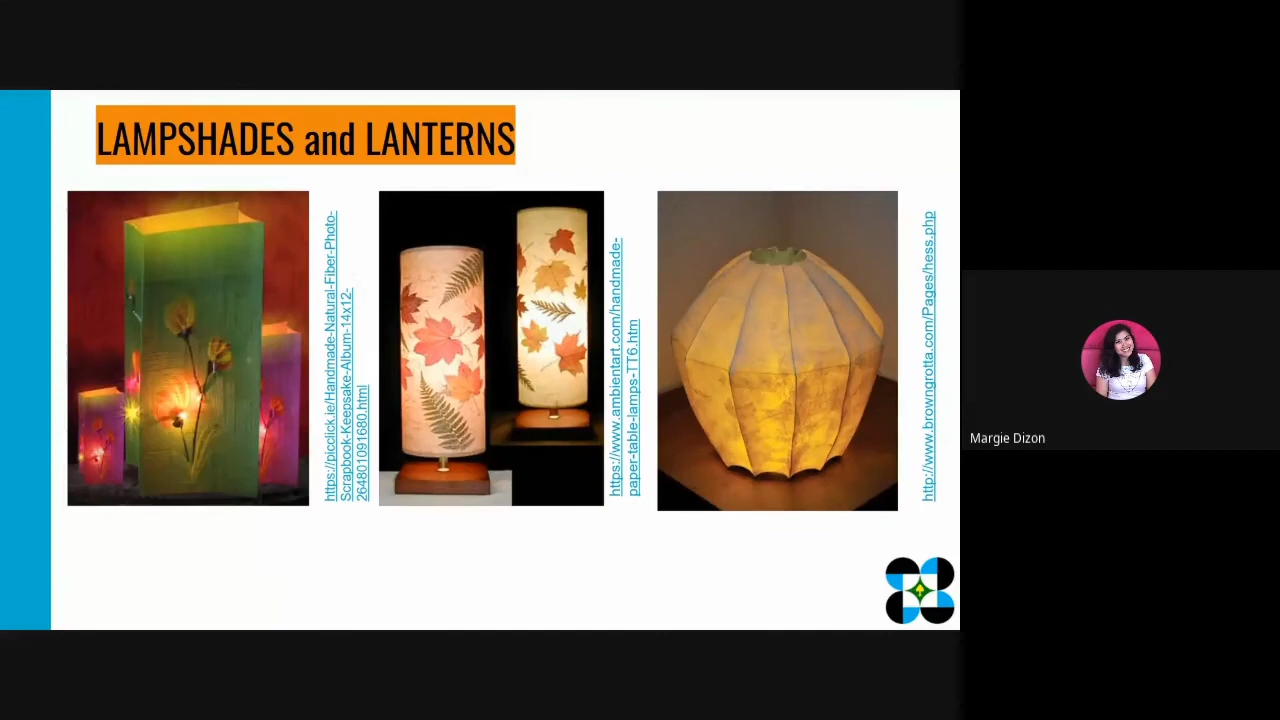 LAMPSHADES and LANTERNS
https://picclick.ie/Handmade-Natural-Fiber-Photo-
Scrapbook-Keepsake-Album-14x12-
264801091680.html
https://www.ambientart.com/handmade-
paper-table-lamps-TT6.htm
http://www.browngrotta.com/Pages/hess.php
Margie Dizon